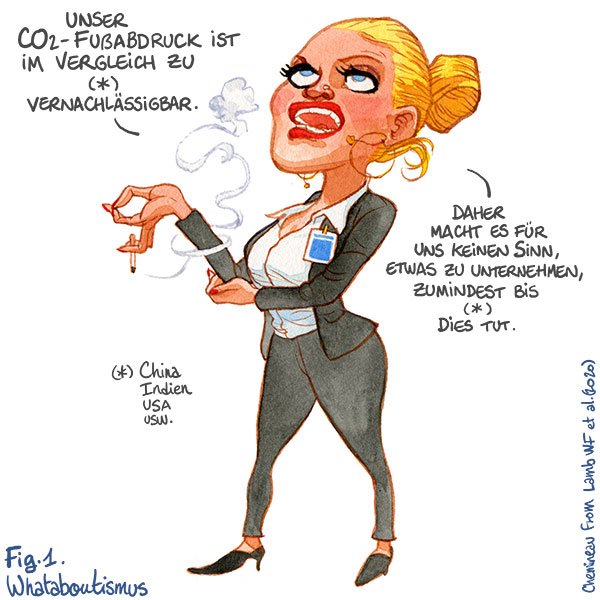 UNSER
CO2-FUßABDRUCK IST
IM VERGLEICH ZU
(*)
VERNACHLÄSSIGBAR.
DAHER
MACHT ES FÜR
UNS KEINEN SINN,
ETWAS ZU UNTERNEHMEN,
ZUMINDEST BIS
(*)
DIES TUT.
(*) China
Indien
USA
USW.
Fig.1.
Whataboutismus
Chemineau From Lamb WF et al. (2020)